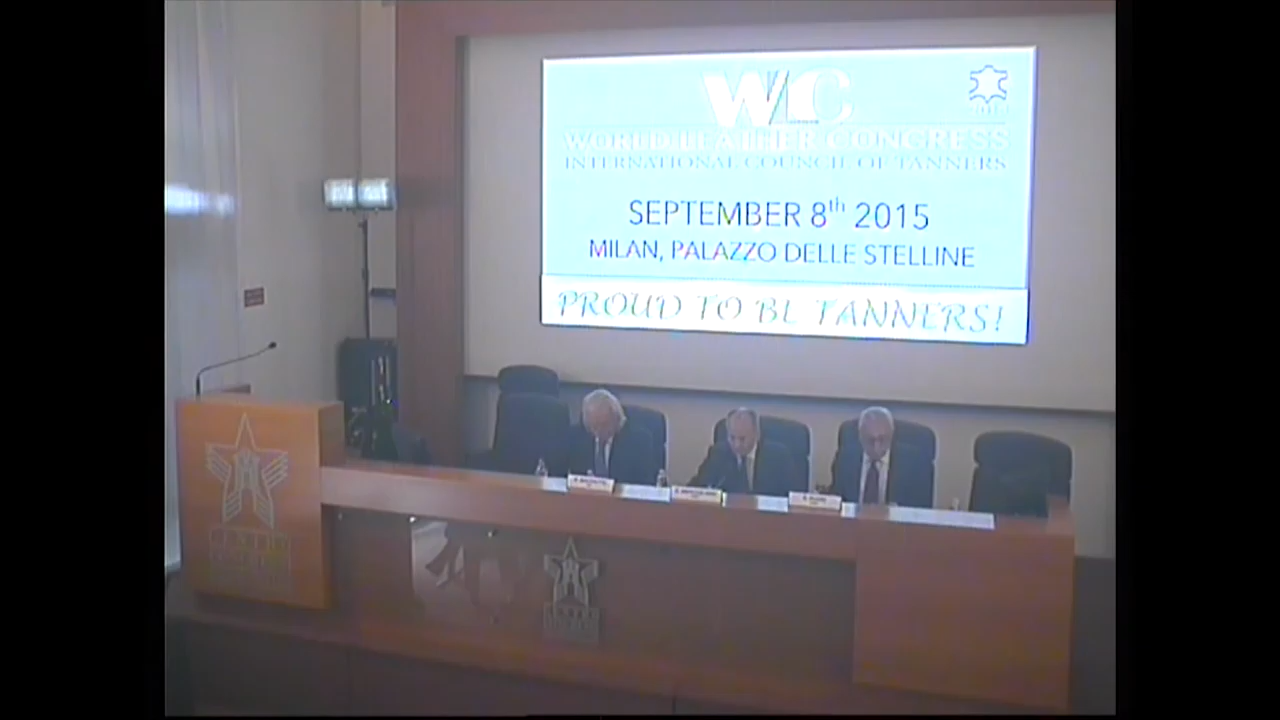 WLC
2015
WORLD LEATHER CONGRESS
INTERNATIONAL COUNCIL OF TANNERS
SEPTEMBER 8th 2015
MILAN, PALAZZO DELLE STELLINE
PROUD TO BE TANNERS!